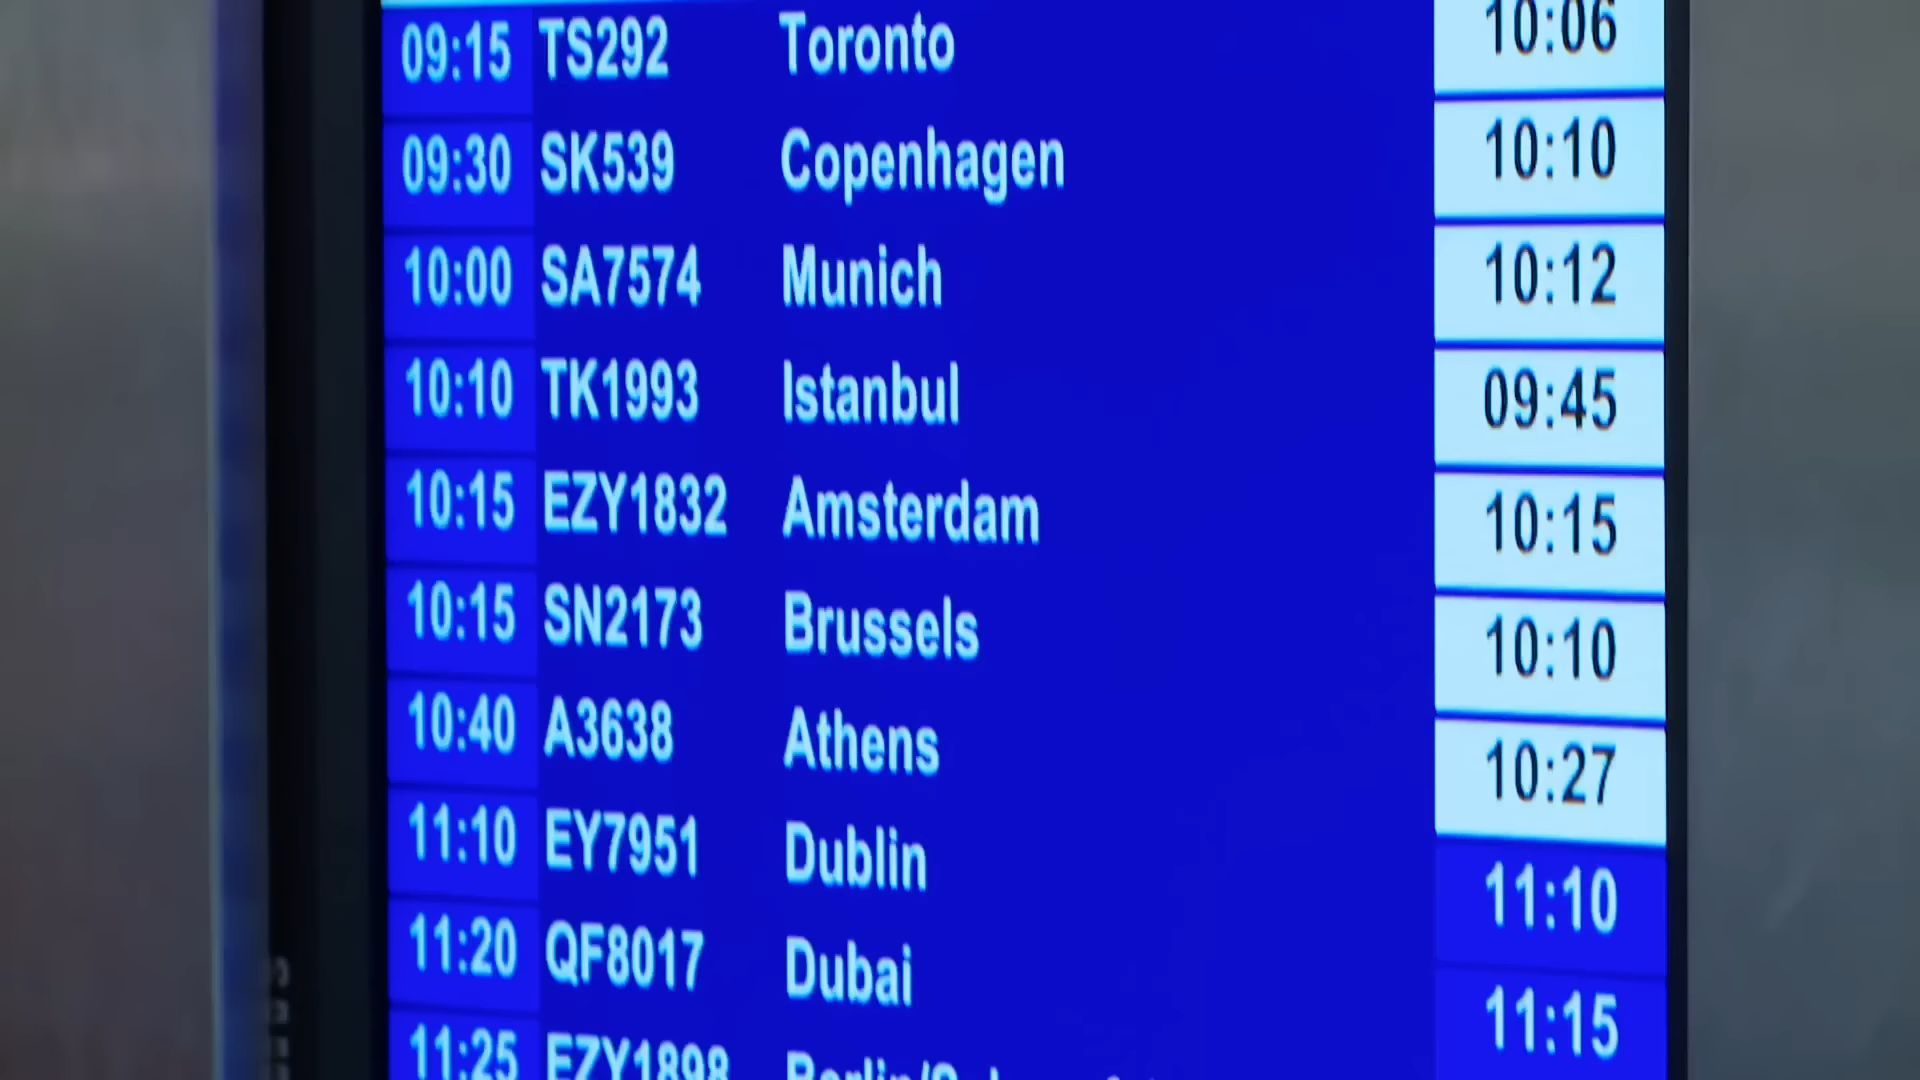 09:15 TS292 Toronto 10:06
09:30 SK539 Copenhagen 10:10
10:00 SA7574 Munich 10:12
10:10 TK1993 Istanbul 09:45
10:15 EZY1832 Amsterdam 10:15
10:15 SN2173 Brussels 10:10
10:40 A3638 Athens 10:27
11:10 EY7951 Dublin 11:10
11:20 QF8017 Dubai 11:15
11:25 EZY1898